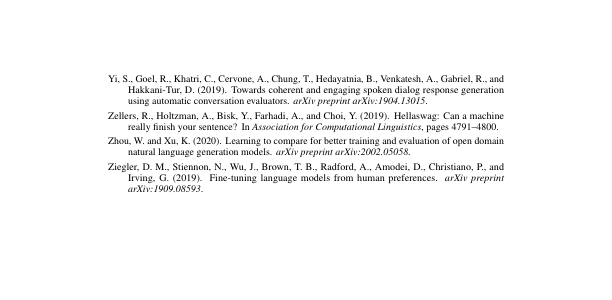 Yi, S., Goel, R., Khatri, C., Cervone, A., Chung, T., Hedayatnia, B., Venkatesh, A., Gabriel, R., and
Hakkani-Tur, D. (2019). Towards coherent and engaging spoken dialog response generation
using automatic conversation evaluators. arXiv preprint arXiv:1904.13015.
Zellers, R., Holtzman, A., Bisk, Y., Farhadi, A., and Choi, Y. (2019). Hellaswag: Can a machine
really finish your sentence? In Association for Computational Linguistics, pages 4791–4800.
Zhou, W. and Xu, K. (2020). Learning to compare for better training and evaluation of open domain
natural language generation models. arXiv preprint arXiv:2002.05058.
Ziegler, D. M., Stiennon, N., Wu, J., Brown, T. B., Radford, A., Amodei, D., Christiano, P., and
Irving, G. (2019). Fine-tuning language models from human preferences. arXiv preprint
arXiv:1909.08593.